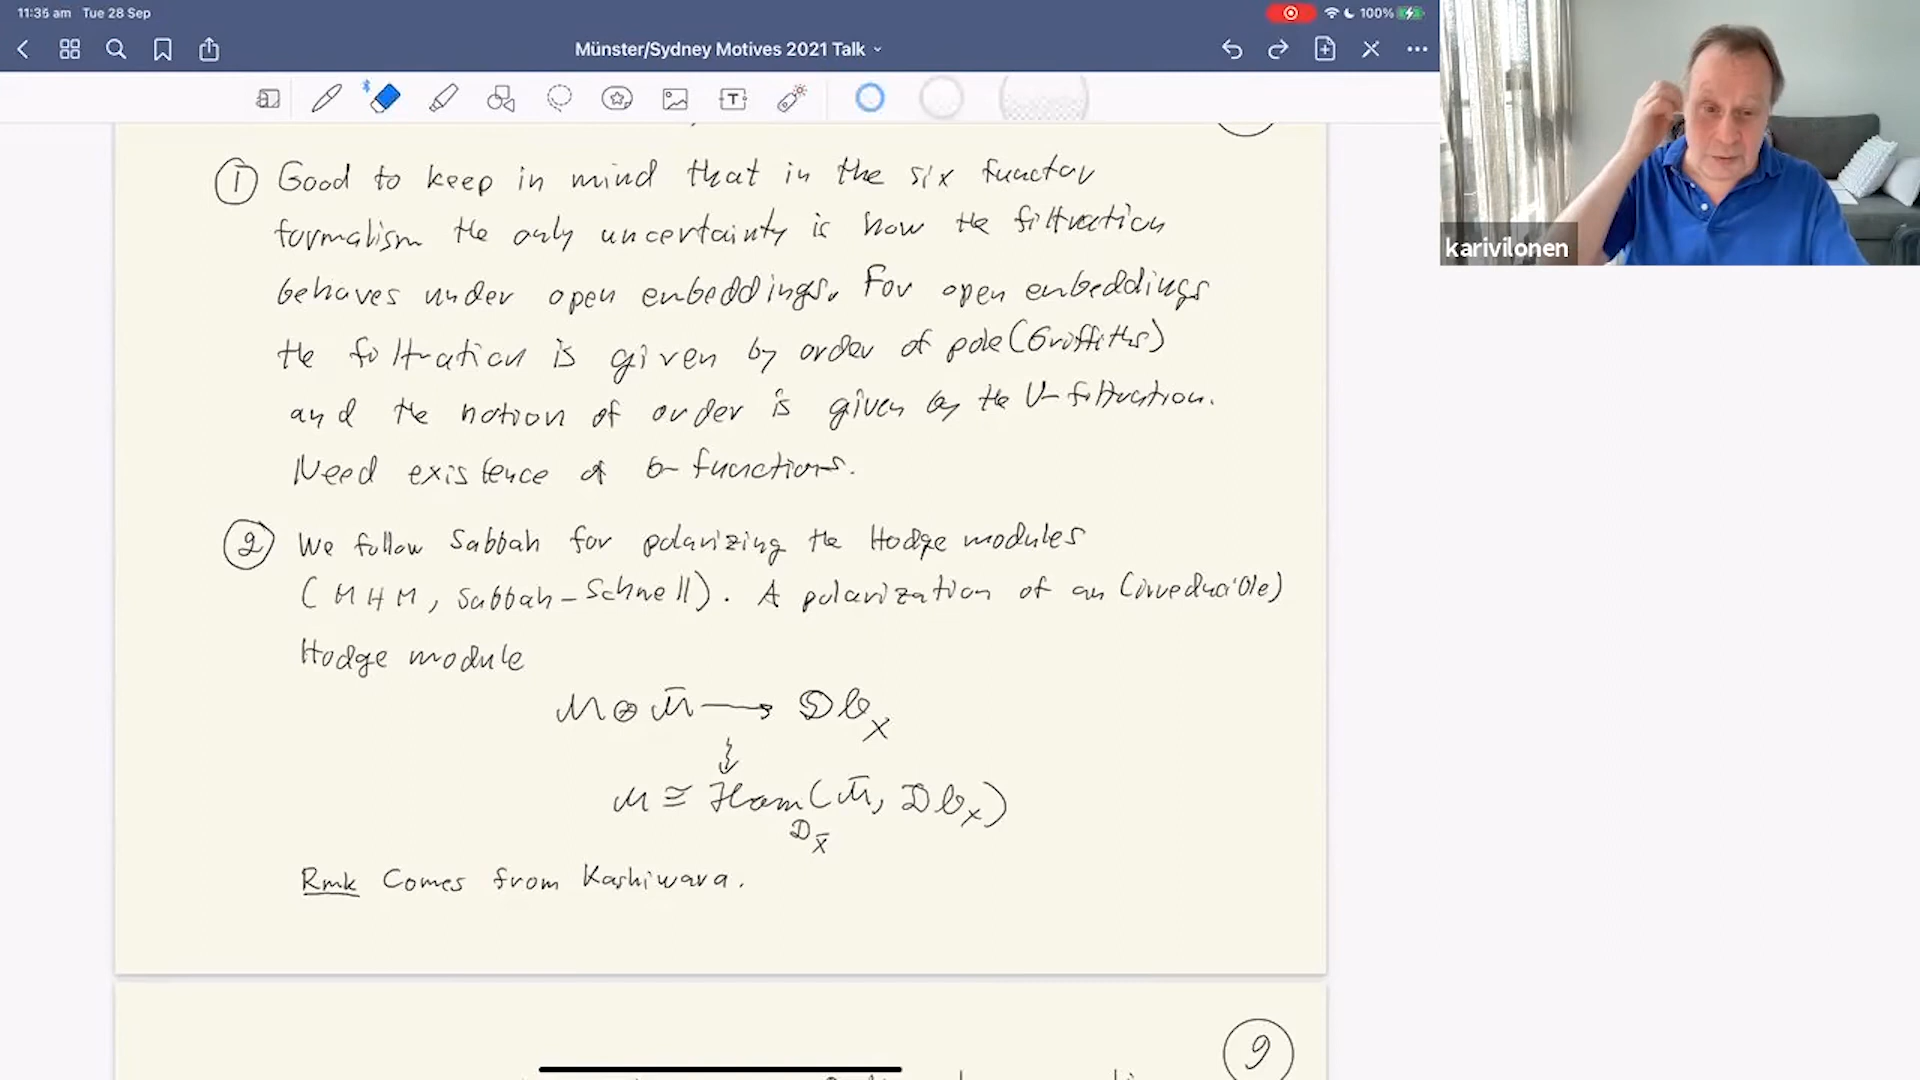 11:35 am Tue 28 Sep
100%
Münster/Sydney Motives 2021 Talk
karivilonen
① Good to keep in mind that in the six functor
formalism the only uncertainty is how the filtration
behaves under open embeddings. For open embeddings
the filtration is given by order of pole (Griffiths)
and the notion of order is given by the V-filtration.
Need existence of b-functions.
② We follow Sabbah for polarizing the Hodge modules
(MHM, Sabbah-Schnell). A polarization of an (irreducible)
Hodge module
M ⊗ M̄ → Db_X
↓
M ≅ Hom_{D_X̄}(M̄, Db_X)
Rmk Comes from Kashiwara.
9